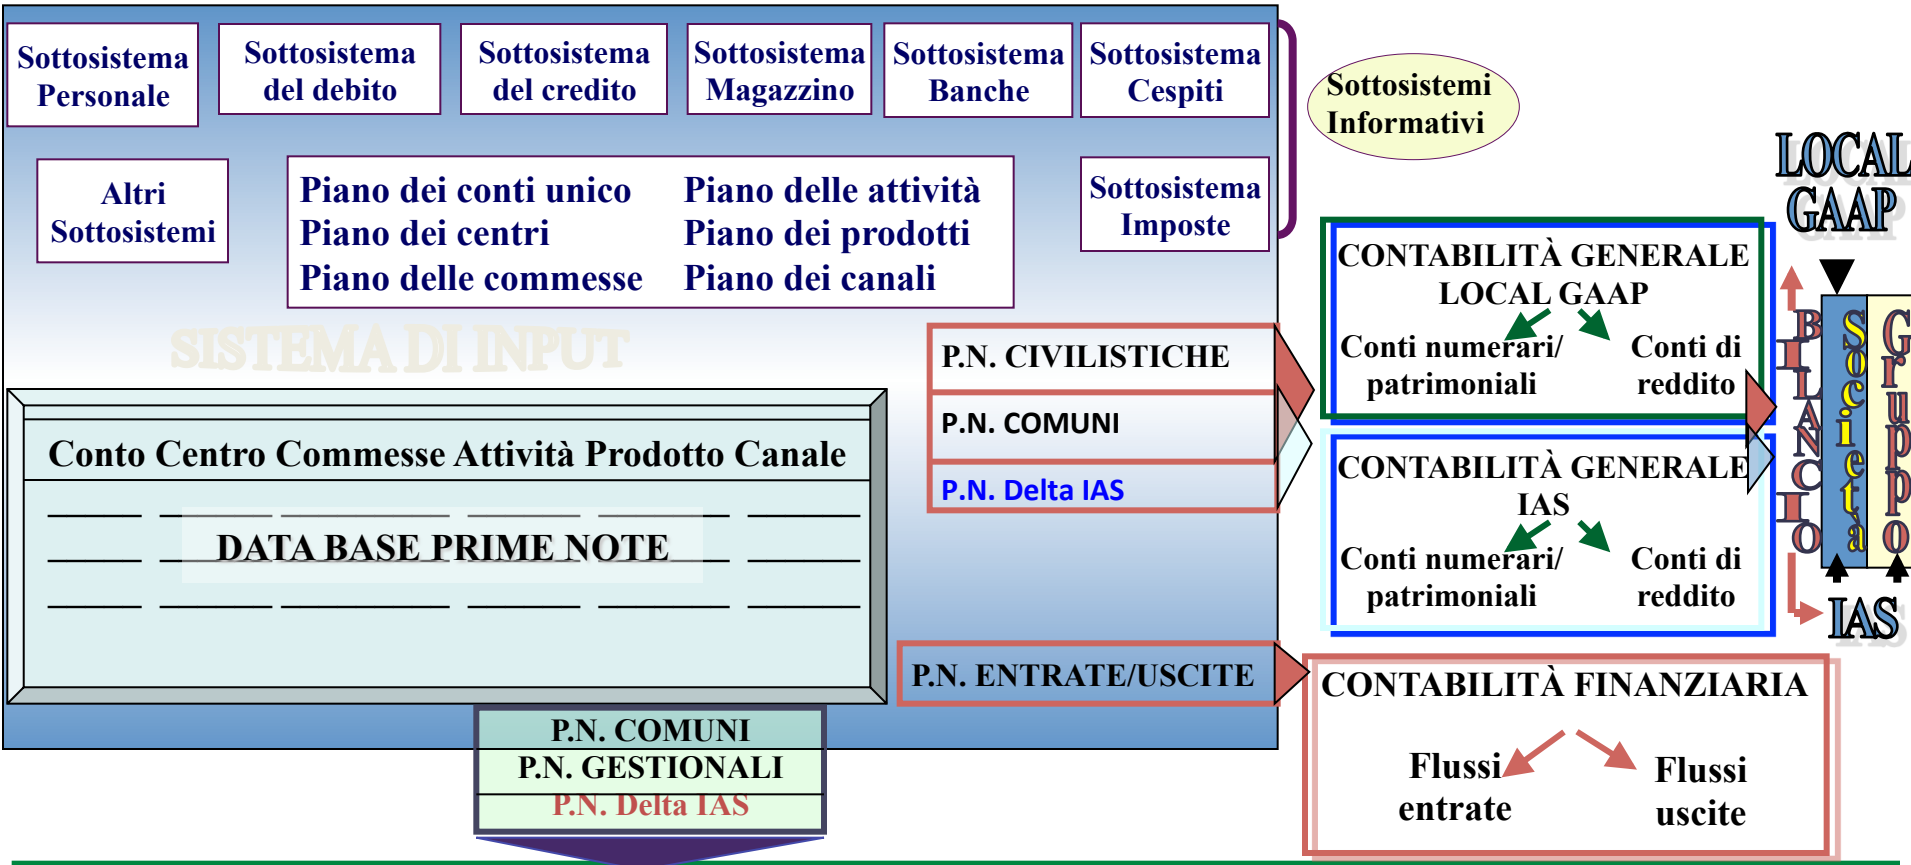 Sottosistema
Personale
Sottosistema
del debito
Sottosistema
del credito
Sottosistema
Magazzino
Sottosistema
Banche
Sottosistema
Cespiti
Sottosistemi
Informativi
Altri
Sottosistemi
Piano dei conti unico
Piano dei centri
Piano delle commesse
Piano delle attività
Piano dei prodotti
Piano dei canali
Sottosistema
Imposte
SISTEMA DI INPUT
Conto Centro Commesse Attività Prodotto Canale
DATA BASE PRIME NOTE
P.N. CIVILISTICHE
P.N. COMUNI
P.N. Delta IAS
P.N. ENTRATE/USCITE
P.N. COMUNI
P.N. GESTIONALI
P.N. Delta IAS
CONTABILITÀ GENERALE
LOCAL GAAP
Conti numerari/
patrimoniali
Conti di
reddito
CONTABILITÀ GENERALE
IAS
Conti numerari/
patrimoniali
Conti di
reddito
CONTABILITÀ FINANZIARIA
Flussi
entrate
Flussi
uscite
LOCAL
GAAP
BILANCIO
Società
Gruppo
IAS